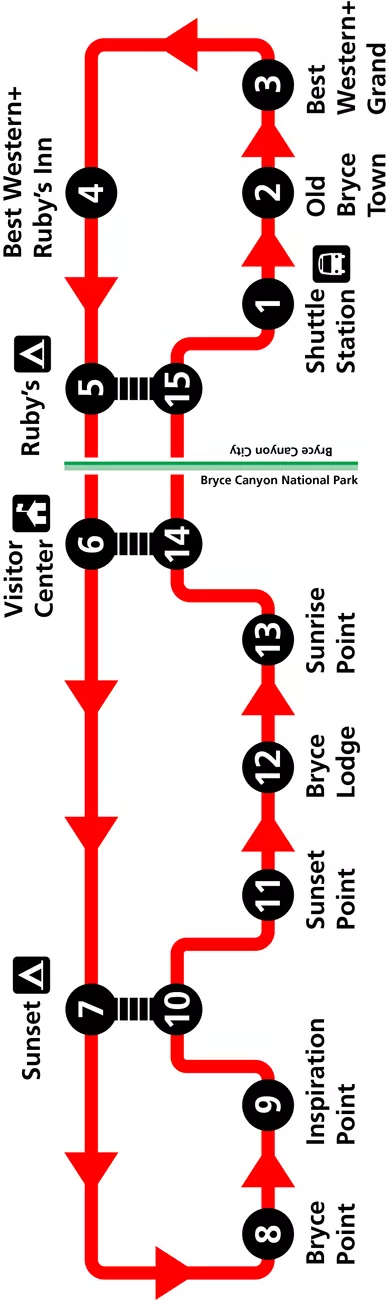 Sunset
Visitor
Center
Ruby's
Best Western+
Ruby's Inn
7
6
5
4
10
14
15
8
9
11
12
13
1
2
3
Bryce
Point
Inspiration
Point
Sunset
Point
Bryce
Lodge
Sunrise
Point
Bryce Canyon National Park
Bryce Canyon City
Shuttle
Station
Old
Bryce
Town
Best
Western+
Grand